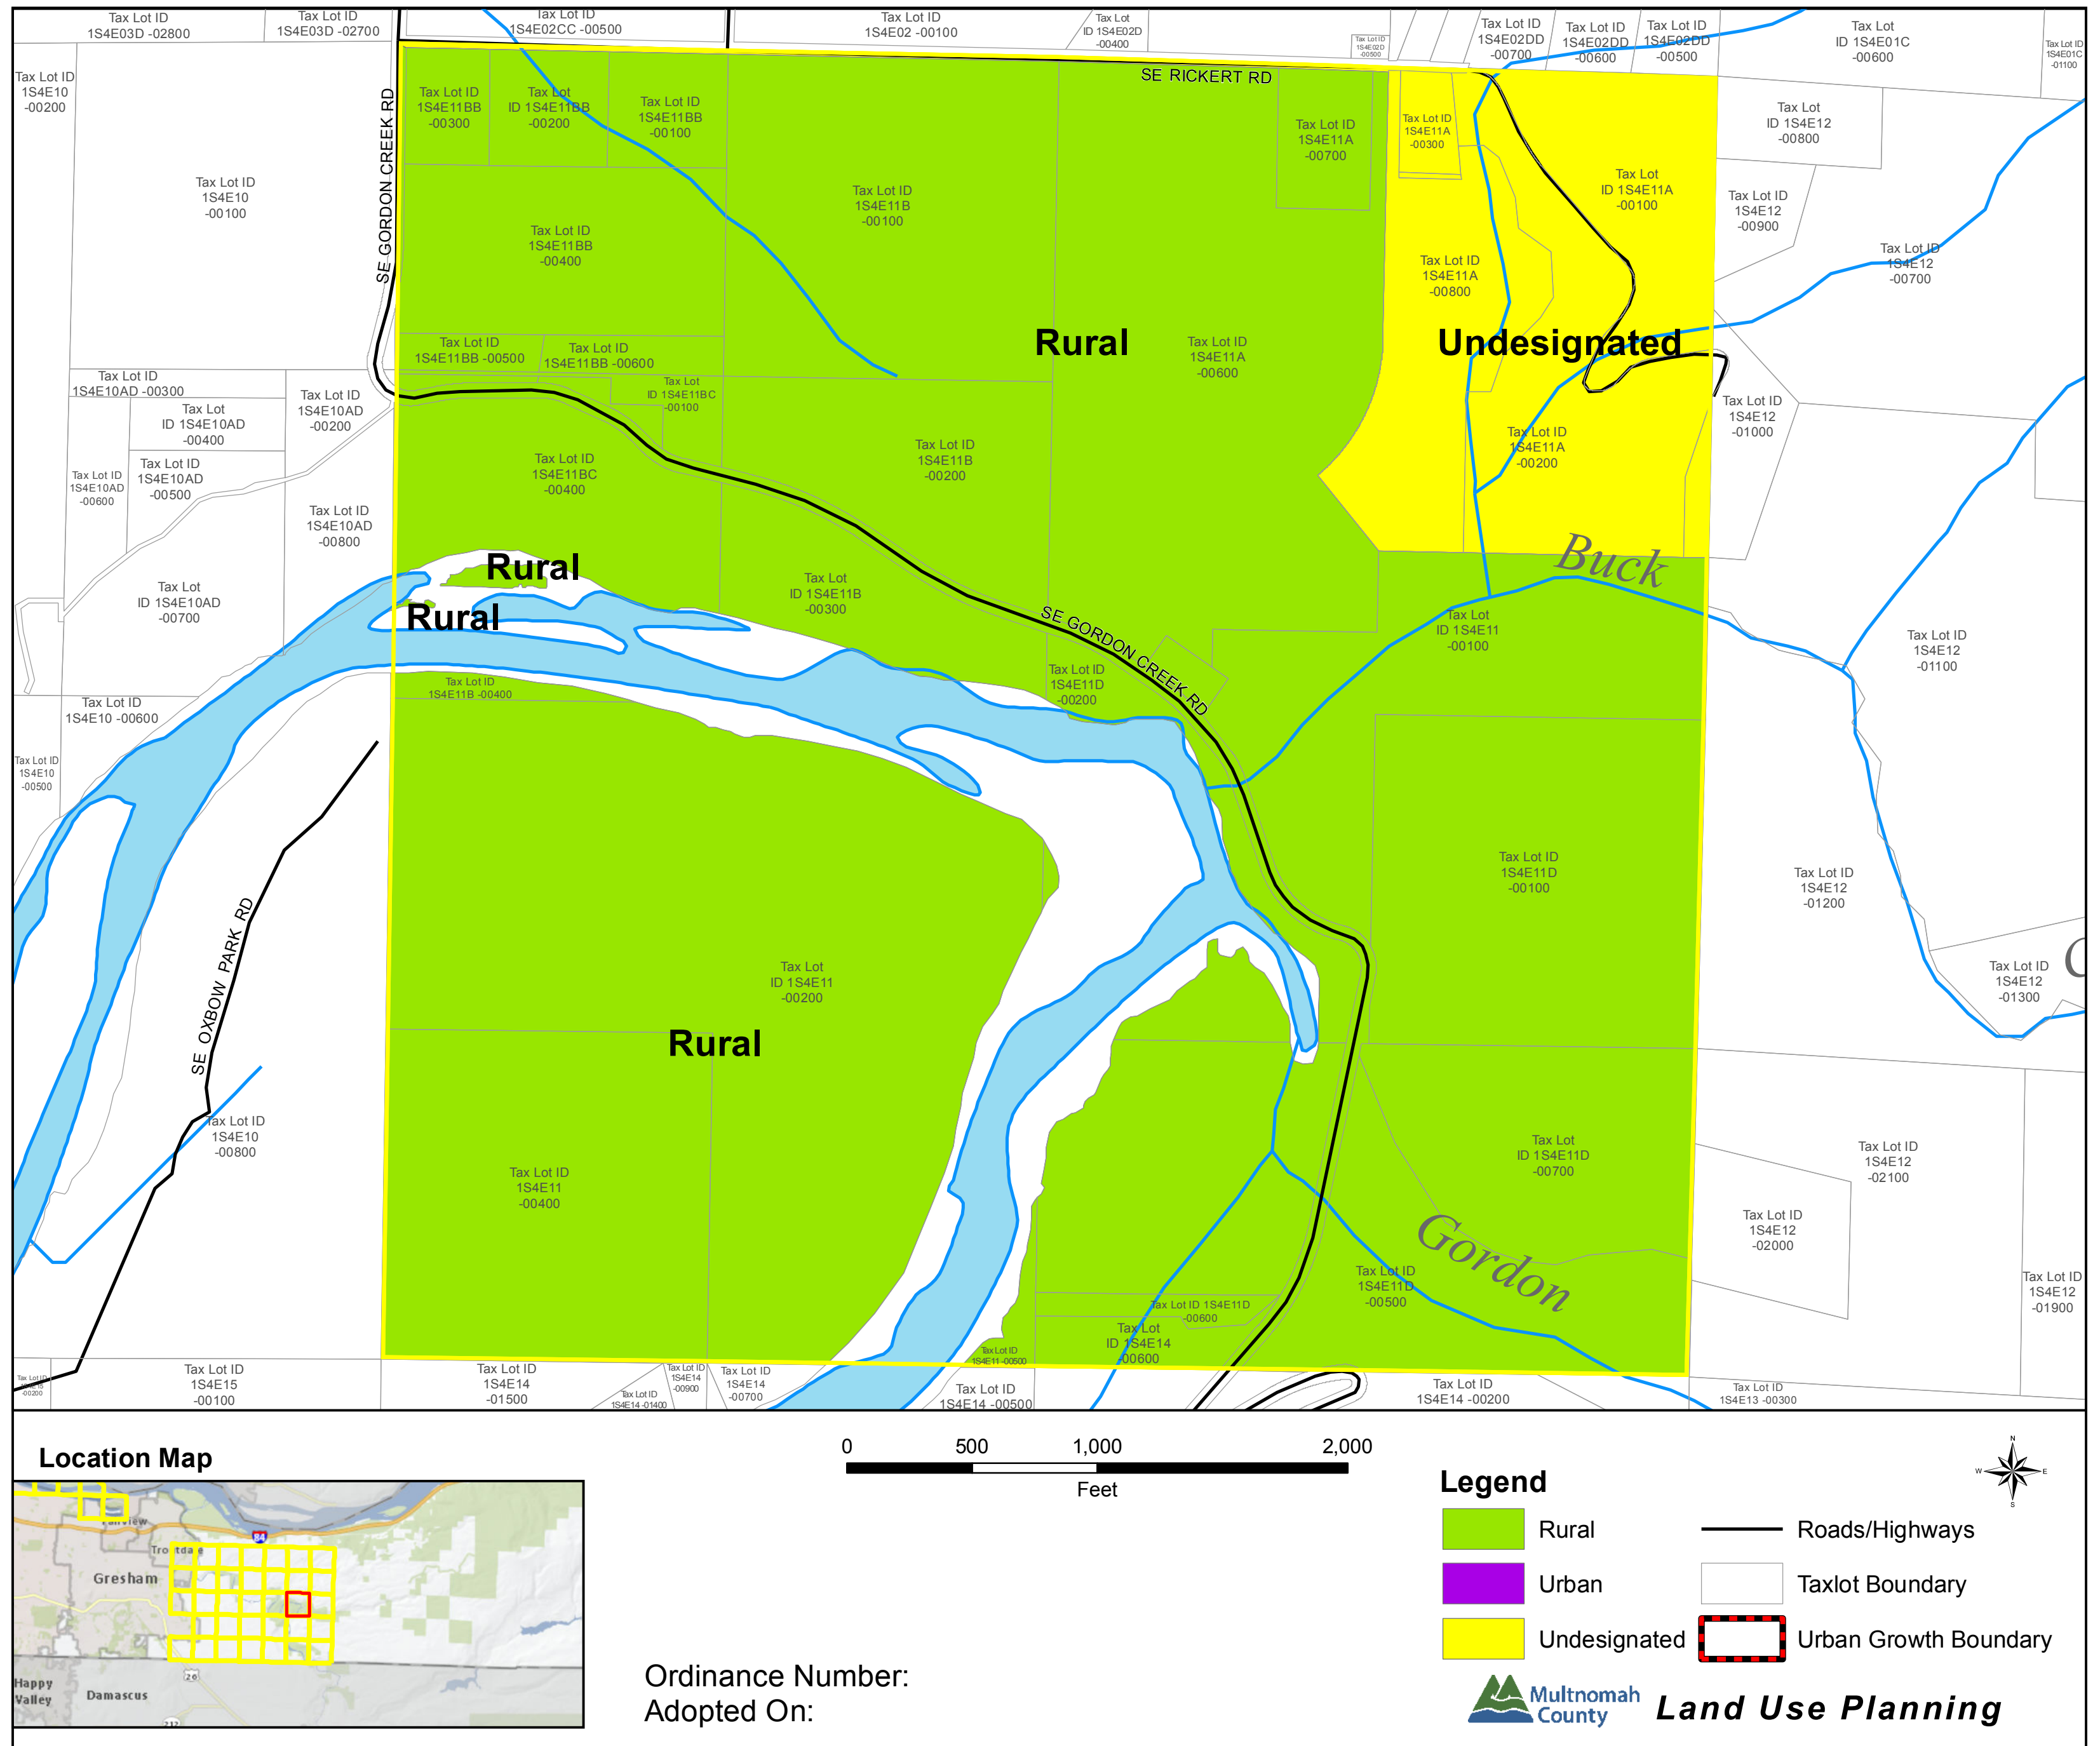 Tax Lot ID
1S4E03D -02800
Tax Lot ID
1S4E03D -02700
Tax Lot ID
1S4E02CC -00500
Tax Lot ID
1S4E02 -00100
Tax Lot
ID 1S4E02D
-00400
Tax Lot ID
1S4E02D
-00500
Tax Lot ID
1S4E02DD
-00700
Tax Lot ID
1S4E02DD
-00600
Tax Lot ID
1S4E02DD
-00500
Tax Lot
ID 1S4E01C
-00600
Tax Lot ID
1S4E01C
-01100
Tax Lot ID
1S4E10
-00200
SE GORDON CREEK RD
Tax Lot ID
1S4E11BB
-00300
Tax Lot
ID 1S4E11BB
-00200
Tax Lot ID
1S4E11BB
-00100
SE RICKERT RD
Tax Lot ID
1S4E11A
-00700
Tax Lot ID
1S4E11A
-00300
Tax Lot
ID 1S4E11A
-00100
Tax Lot
ID 1S4E12
-00800
Tax Lot ID
1S4E10
-00100
Tax Lot ID
1S4E11B
-00100
Tax Lot ID
1S4E12
-00900
Tax Lot ID
1S4E11BB
-00400
Tax Lot ID
1S4E11A
-00800
Tax Lot ID
1S4E12
-00700
Rural
Undesignated
Tax Lot ID
1S4E11BB -00500
Tax Lot ID
1S4E11BB -00600
Tax Lot ID
1S4E11A
-00600
Tax Lot ID
1S4E10AD -00300
Tax Lot
ID 1S4E10AD
-00400
Tax Lot ID
1S4E10AD
-00200
Tax Lot
ID 1S4E11BC
-00100
Tax Lot ID
1S4E12
-01000
Tax Lot ID
1S4E10AD
-00600
Tax Lot ID
1S4E10AD
-00500
Tax Lot ID
1S4E11BC
-00400
Tax Lot ID
1S4E11B
-00200
Tax Lot ID
1S4E11A
-00200
Tax Lot ID
1S4E10AD
-00800
Rural
Buck
Tax Lot
ID 1S4E10AD
-00700
Rural
Tax Lot
ID 1S4E11B
-00300
SE GORDON CREEK RD
Tax Lot
ID 1S4E11
-00100
Tax Lot ID
1S4E12
-01100
Tax Lot ID
1S4E11B -00400
Tax Lot ID
1S4E11D
-00200
Tax Lot ID
1S4E10 -00600
Tax Lot ID
1S4E10
-00500
Tax Lot ID
1S4E11D
-00100
Tax Lot ID
1S4E12
-01200
SE OXBOW PARK RD
Tax Lot
ID 1S4E11
-00200
Tax Lot ID
1S4E12
-01300
Rural
Tax Lot ID
1S4E10
-00800
Tax Lot ID
1S4E11
-00400
Tax Lot
ID 1S4E11D
-00700
Tax Lot ID
1S4E12
-02100
Tax Lot ID
1S4E12
-02000
Gordon
Tax Lot ID
1S4E11D
-00500
Tax Lot ID
1S4E12
-01900
Tax Lot ID 1S4E11D
-00600
Tax Lot
ID 1S4E14
-00600
Tax Lot ID
1S4E11 -00500
Tax Lot ID
1S4E15
-00200
Tax Lot ID
1S4E15
-00100
Tax Lot ID
1S4E14
-01500
Tax Lot ID
1S4E14 -01400
Tax Lot ID
1S4E14
-00900
Tax Lot ID
1S4E14
-00700
Tax Lot ID
1S4E14 -00500
Tax Lot ID
1S4E14 -00200
Tax Lot ID
1S4E13 -00300
Location Map
Fairview
84
Troutdale
Gresham
26
Happy
Valley
Damascus
212
0 500 1,000 2,000
Feet
Ordinance Number:
Adopted On:
N
W E
S
Legend
Rural
Urban
Undesignated
Roads/Highways
Taxlot Boundary
Urban Growth Boundary
Multnomah
County
Land Use Planning